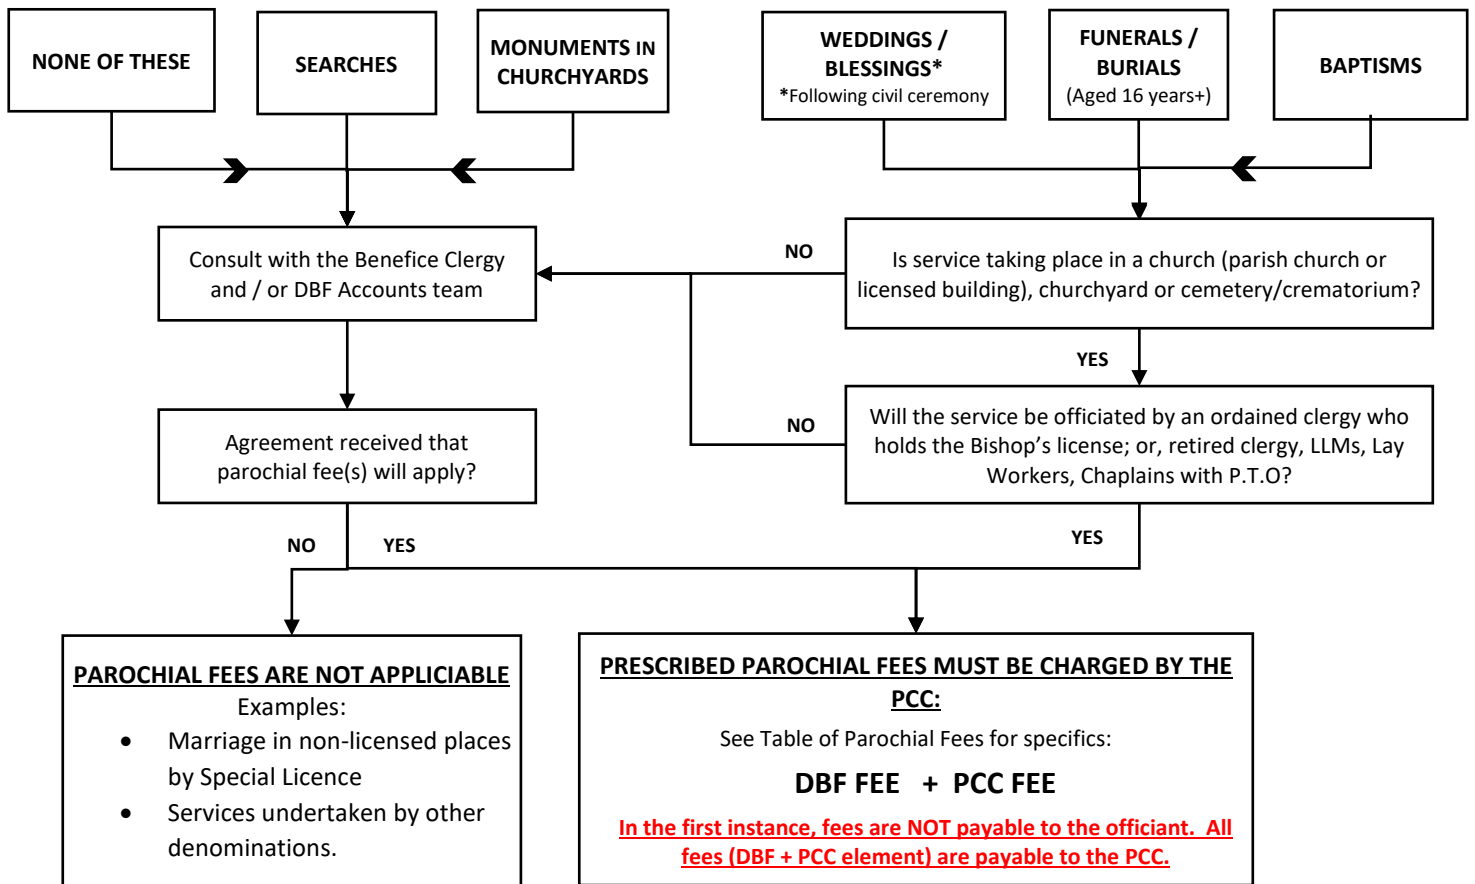 NONE OF THESE
SEARCHES
MONUMENTS IN
CHURCHYARDS
WEDDINGS /
BLESSINGS*
*Following civil ceremony
FUNERALS /
BURIALS
(Aged 16 years+)
BAPTISMS
Consult with the Benefice Clergy
and / or DBF Accounts team
NO
Is service taking place in a church (parish church or
licensed building), churchyard or cemetery/crematorium?
YES
Agreement received that
parochial fee(s) will apply?
NO
Will the service be officiated by an ordained clergy who
holds the Bishop’s license; or, retired clergy, LLMs, Lay
Workers, Chaplains with P.T.O?
NO
YES
YES
PAROCHIAL FEES ARE NOT APPLICIABLE
Examples:
• Marriage in non-licensed places
by Special Licence
• Services undertaken by other
denominations.
PRESCRIBED PAROCHIAL FEES MUST BE CHARGED BY THE
PCC:
See Table of Parochial Fees for specifics:
DBF FEE + PCC FEE
In the first instance, fees are NOT payable to the officiant. All
fees (DBF + PCC element) are payable to the PCC.